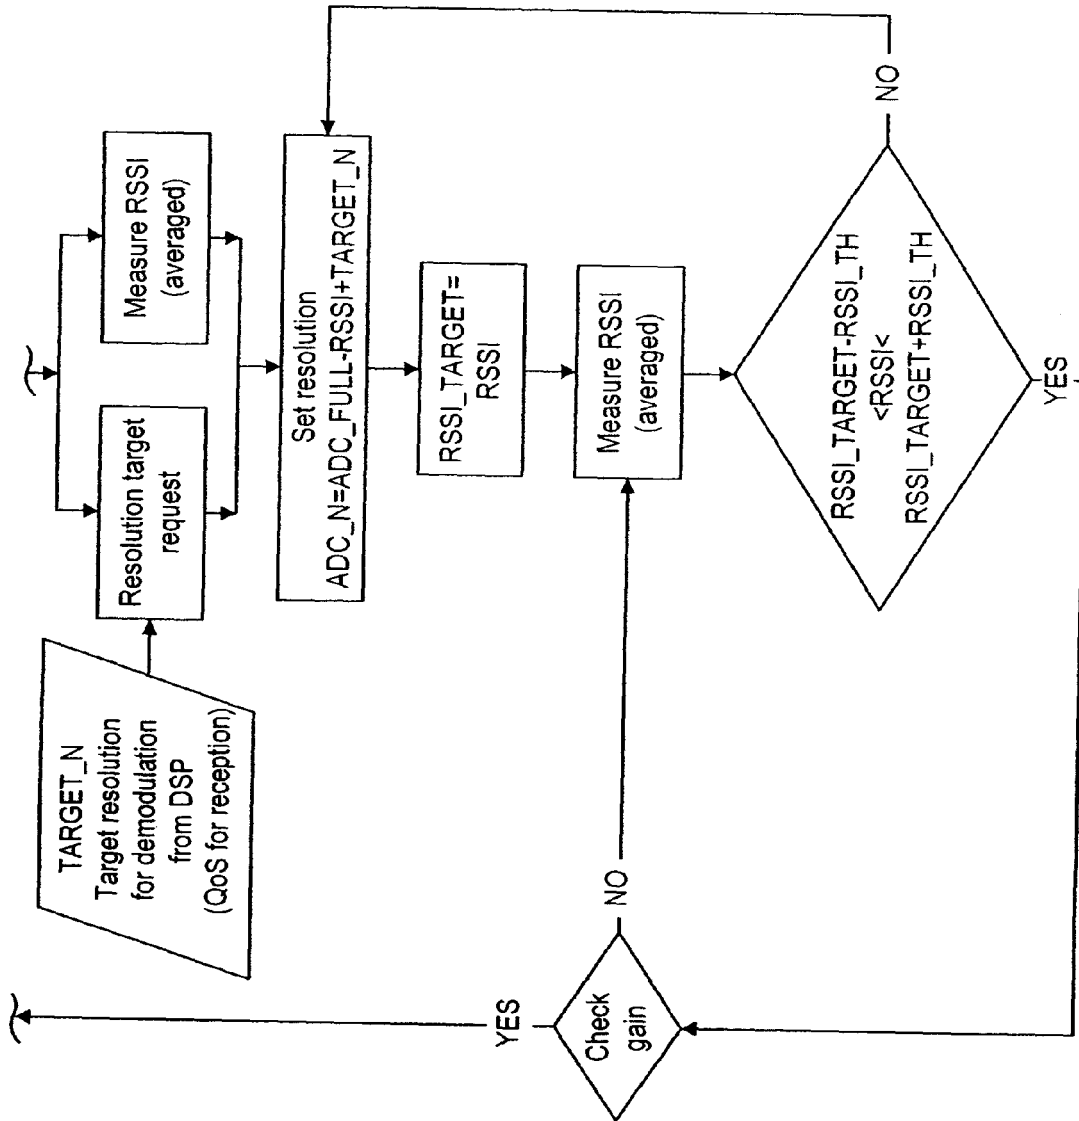 TARGET_N
Target resolution
for demodulation
from DSP
(QoS for reception)
Resolution target
request
Measure RSSI
(averaged)
Set resolution
ADC_N=ADC_FULL-RSSI+TARGET_N
RSSI_TARGET=
RSSI
Measure RSSI
(averaged)
RSSI_TARGET-RSSI_TH
<RSSI<
RSSI_TARGET+RSSI_TH
NO
YES
Check
gain
NO
YES